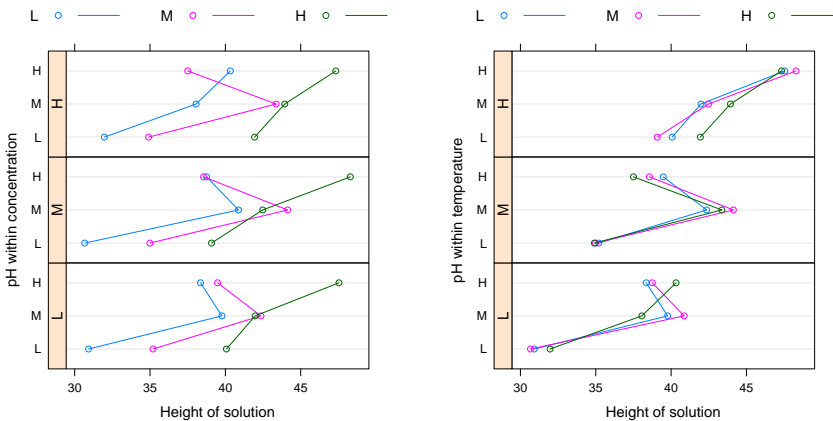 L M H
pH within concentration
H
H
M
L
M
H
M
L
L
H
M
L
30 35 40 45
Height of solution
L M H
pH within temperature
H
H
M
L
M
H
M
L
L
H
M
L
30 35 40 45
Height of solution